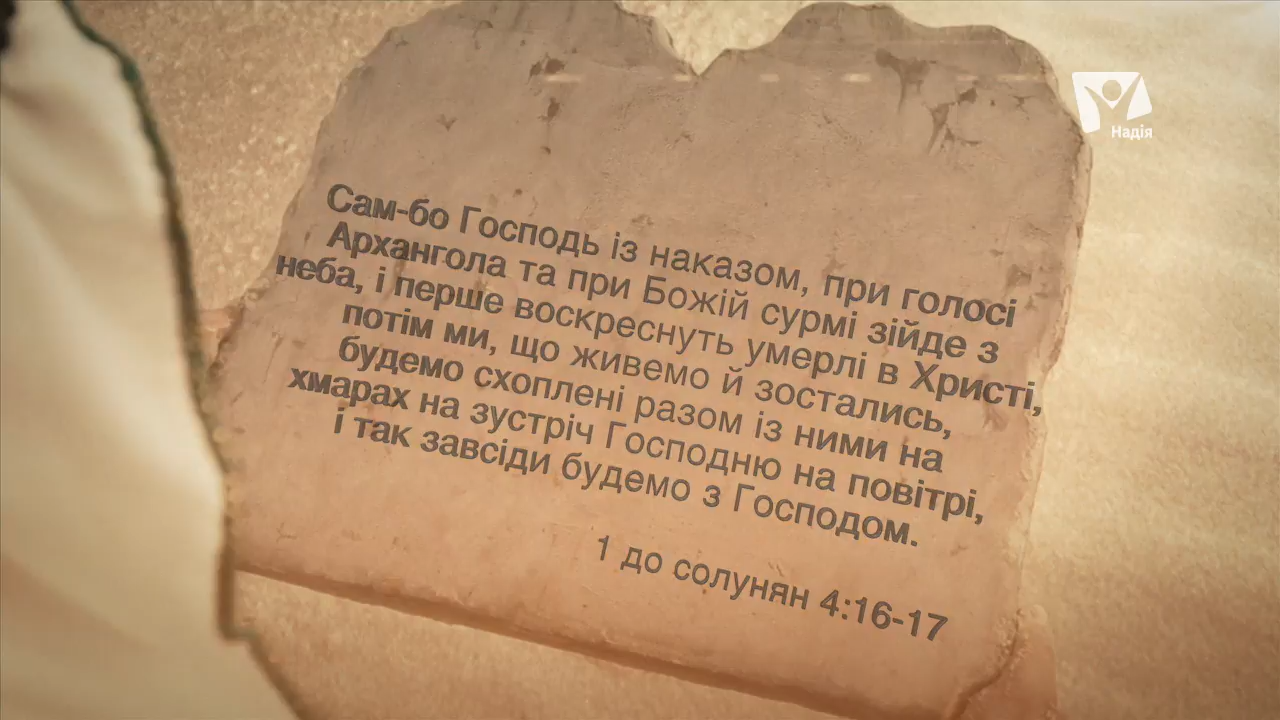 Надія
Сам-бо Господь із наказом, при голосі
Архангола та при Божій сурмі зійде з
неба, і перше воскреснуть умерлі в Христі,
потім ми, що живемо й зостались,
будемо схоплені разом із ними на
хмарах на зустріч Господню на повітрі,
і так завсіди будемо з Господом.
1 до солунян 4:16-17